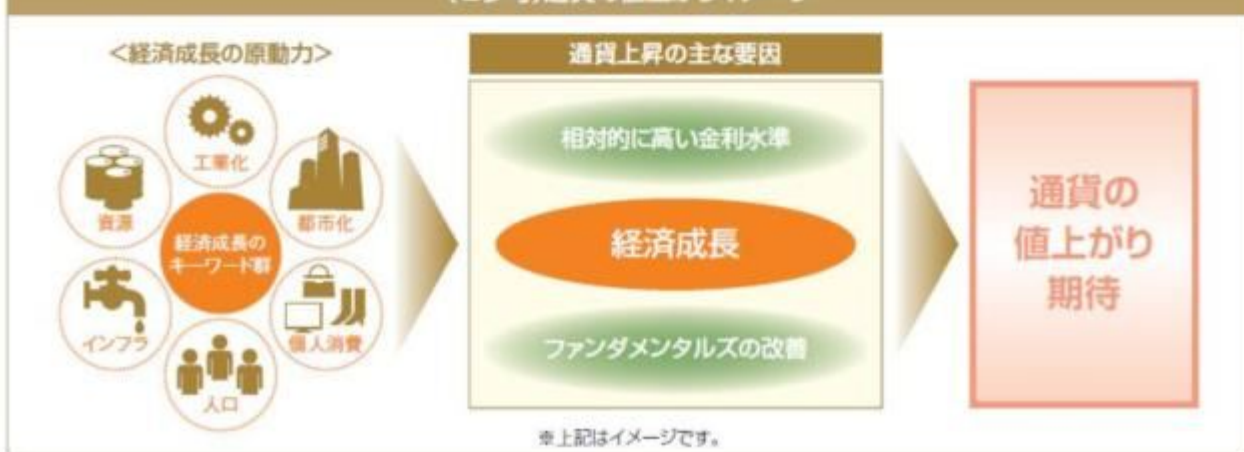 <経済成長の原動力>
工業化
資源
都市化
経済成長の
キーワード群
インフラ
個人消費
人口
通貨上昇の主な要因
相対的に高い金利水準
経済成長
ファンダメンタルズの改善
通貨の
値上がり
期待
※上記はイメージです。